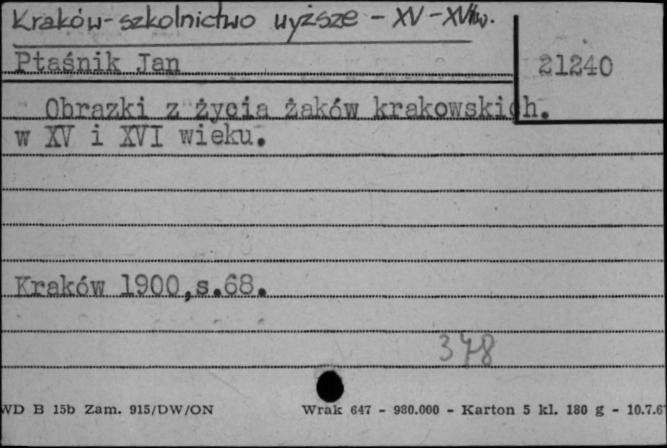 Kraków - szkolnictwo wyższe - XV - XVIw.
Ptaśnik Jan
21240
Obrazki z życia żaków krakowskich.
w XV i XVI wieku.
Kraków 1900,s.68.
378
WD B 15b Zam. 915/DW/ON
Wrak 647 - 980.000 - Karton 5 kl. 180 g - 10.7.6